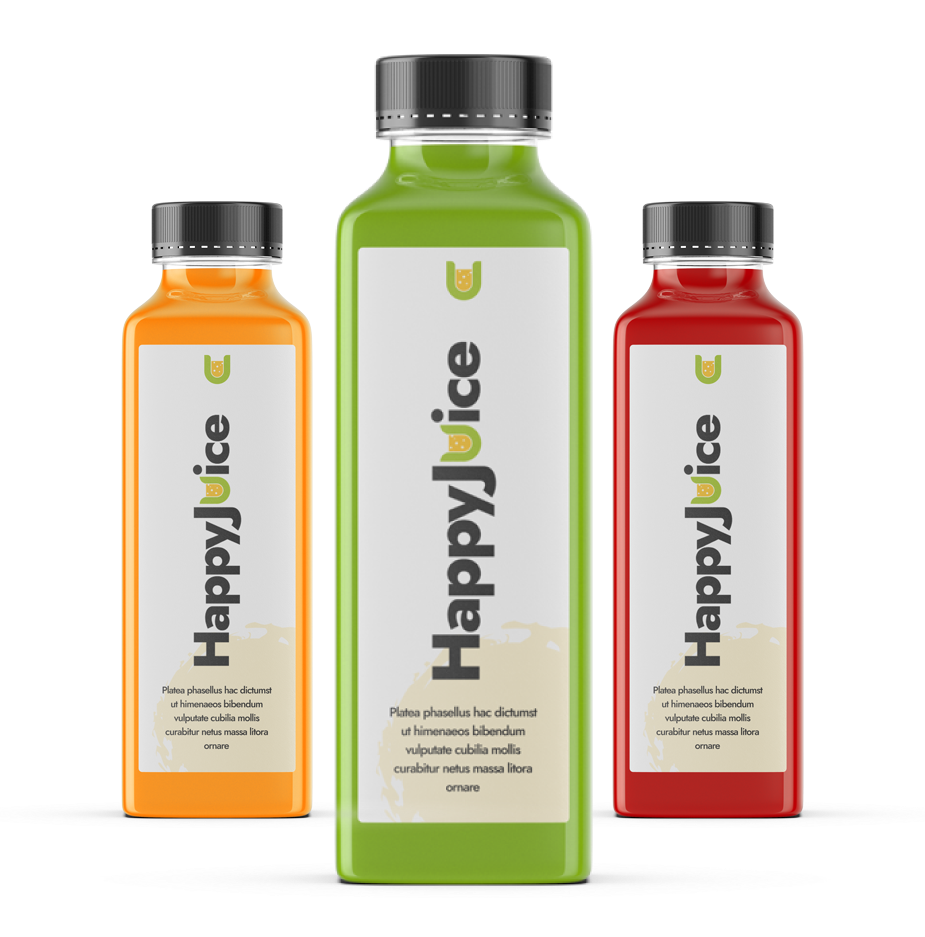 HappyJuice
Platea phasellus hac dictumst
ut himenaeos bibendum
vulputate cubilia mollis
curabitur netus massa litora
ornare
HappyJuice
Platea phasellus hac dictumst
ut himenaeos bibendum
vulputate cubilia mollis
curabitur netus massa litora
ornare
HappyJuice
Platea phasellus hac dictumst
ut himenaeos bibendum
vulputate cubilia mollis
curabitur netus massa litora
ornare